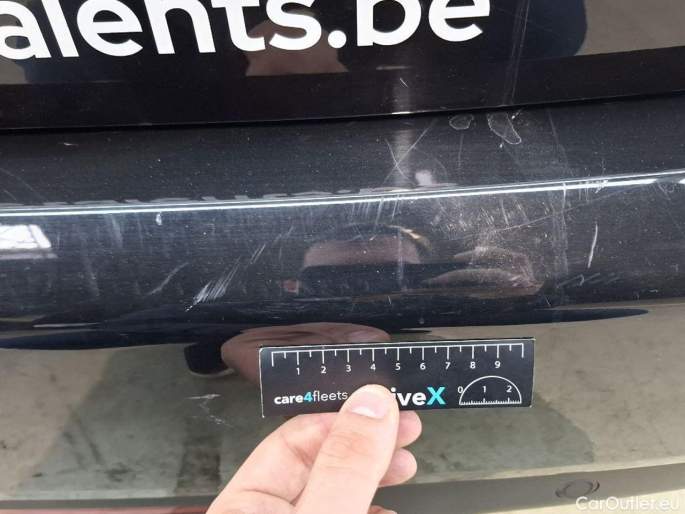 alents.be
1 2 3 4 5 6 7 8 9
care4fleets iveX 0 1 2
CarOutlet.eu